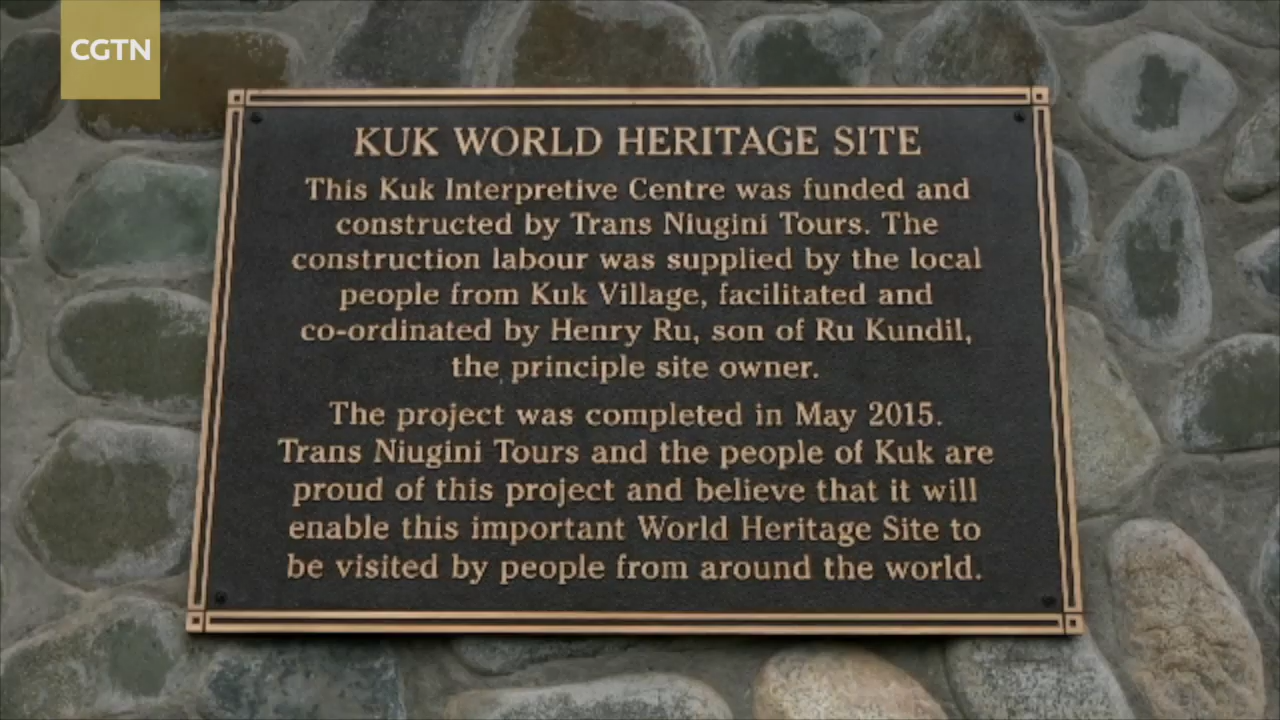 CGTN
KUK WORLD HERITAGE SITE
This Kuk Interpretive Centre was funded and
constructed by Trans Niugini Tours. The
construction labour was supplied by the local
people from Kuk Village, facilitated and
co-ordinated by Henry Ru, son of Ru Kundil,
the principle site owner.
The project was completed in May 2015.
Trans Niugini Tours and the people of Kuk are
proud of this project and believe that it will
enable this important World Heritage Site to
be visited by people from around the world.